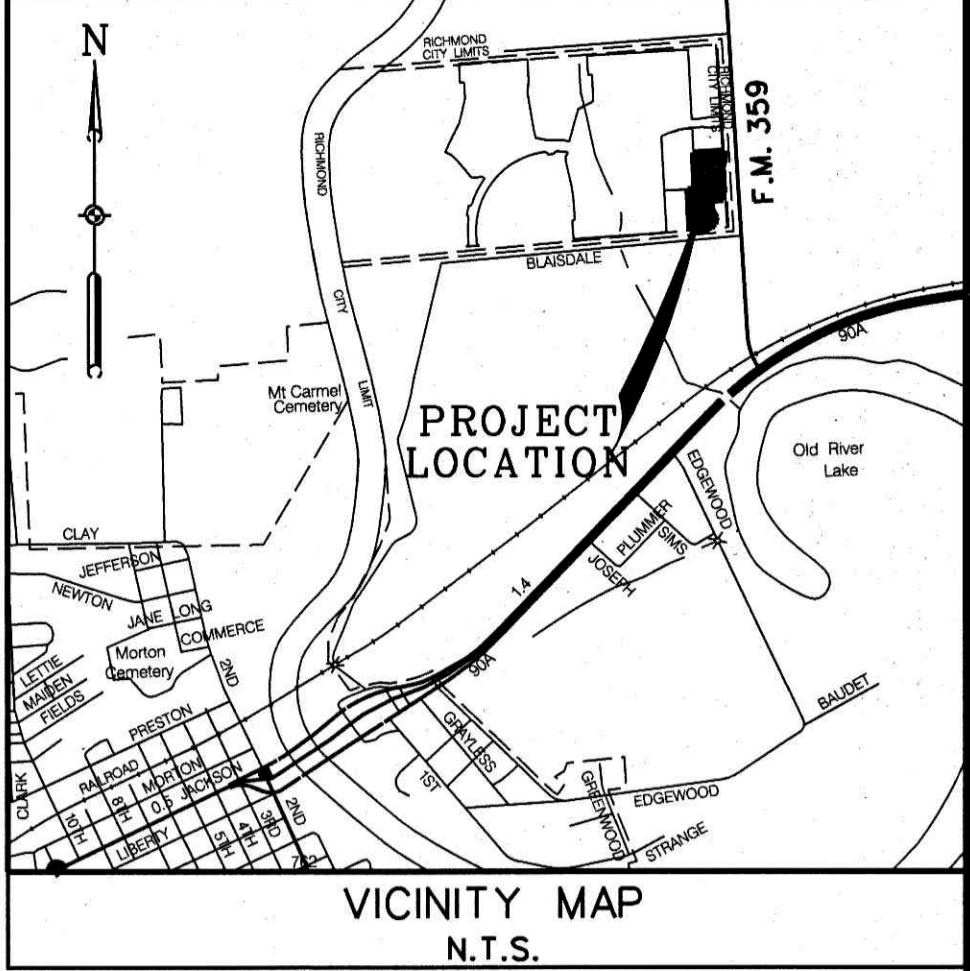 N
RICHMOND
CITY LIMITS
RICHMOND
CITY LIMITS
F.M. 359
RICHMOND
CITY
LIMIT
BLAISDALE
90A
Mt Carmel
Cemetery
PROJECT
LOCATION
Old River
Lake
EDGEWOOD
PLUMMER
SIMS
JOSEPH
1.4
CLAY
JEFFERSON
NEWTON
JANE LONG
COMMERCE
Morton
Cemetery
2ND
LETTIE
MAIDEN
FIELDS
PRESTON
90A
BAUDET
GRAYLESS
1ST
RAILROAD
MORTON
JACKSON
0.5
CLARK
10TH
8TH
LIBERTY
5TH
4TH
3RD
2ND
762
GREENWOOD
EDGEWOOD
STRANGE
VICINITY MAP
N.T.S.